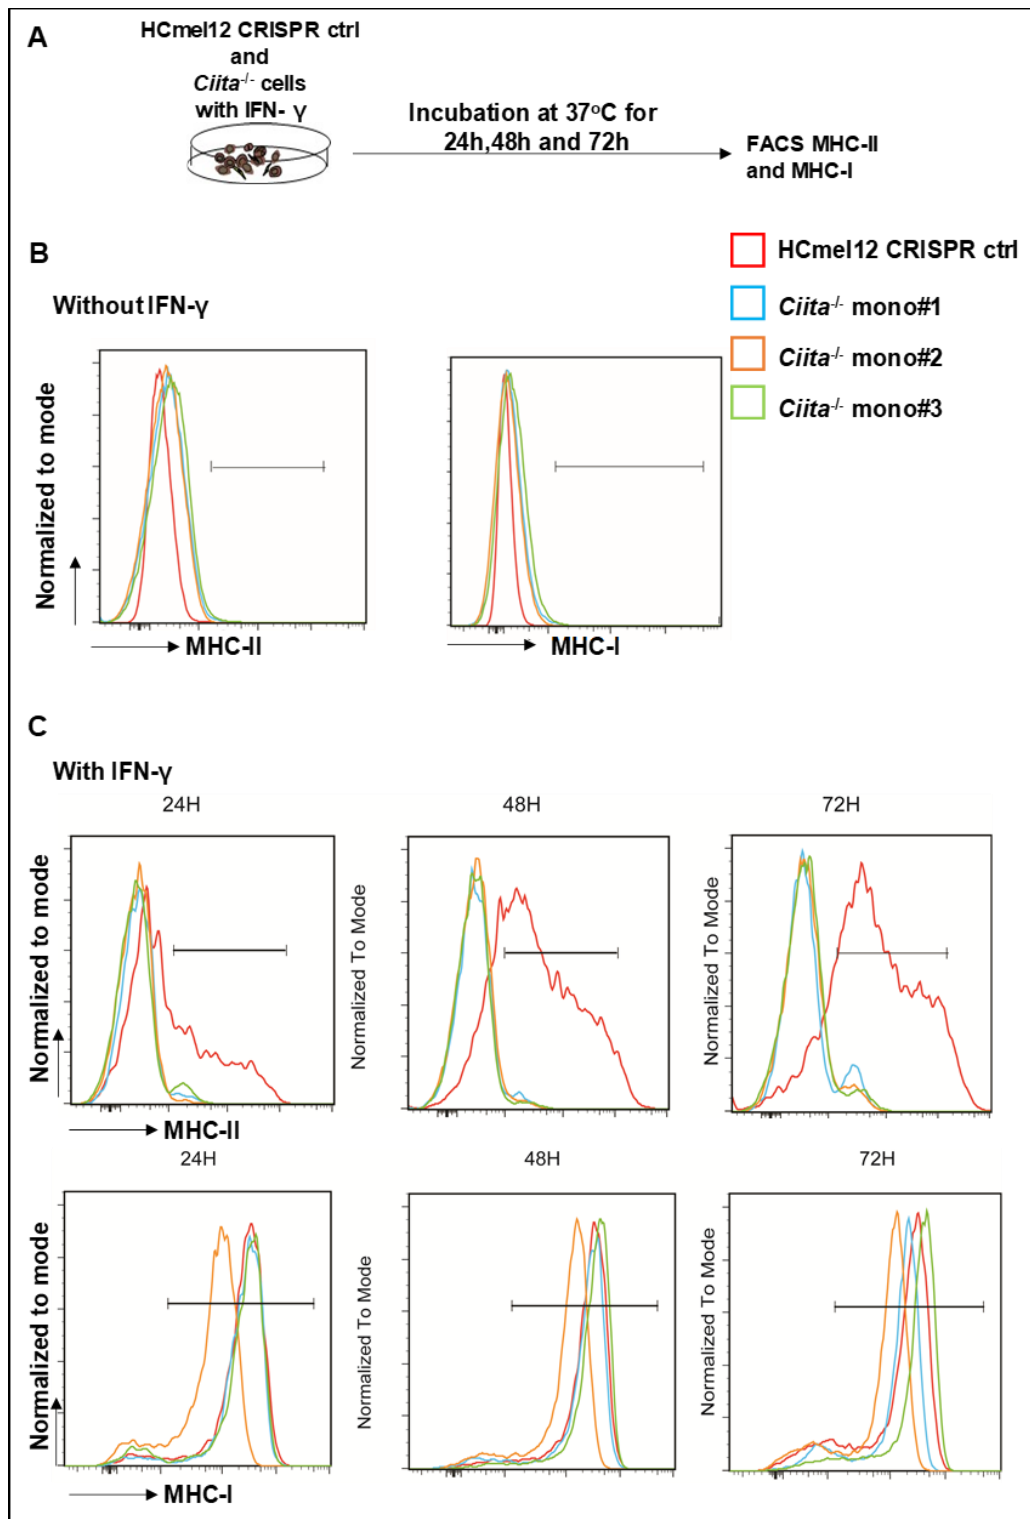 A
HCmel12 CRISPR ctrl
and
Ciita-/- cells
with IFN- γ
Incubation at 37oC for
24h,48h and 72h
FACS MHC-II
and MHC-I
B
Without IFN-γ
HCmel12 CRISPR ctrl
Ciita-/- mono#1
Ciita-/- mono#2
Ciita-/- mono#3
Normalized to mode
MHC-II
MHC-I
C
With IFN-γ
24H
48H
72H
Normalized to mode
Normalized To Mode
Normalized To Mode
MHC-II
24H
48H
72H
Normalized to mode
Normalized To Mode
Normalized To Mode
MHC-I